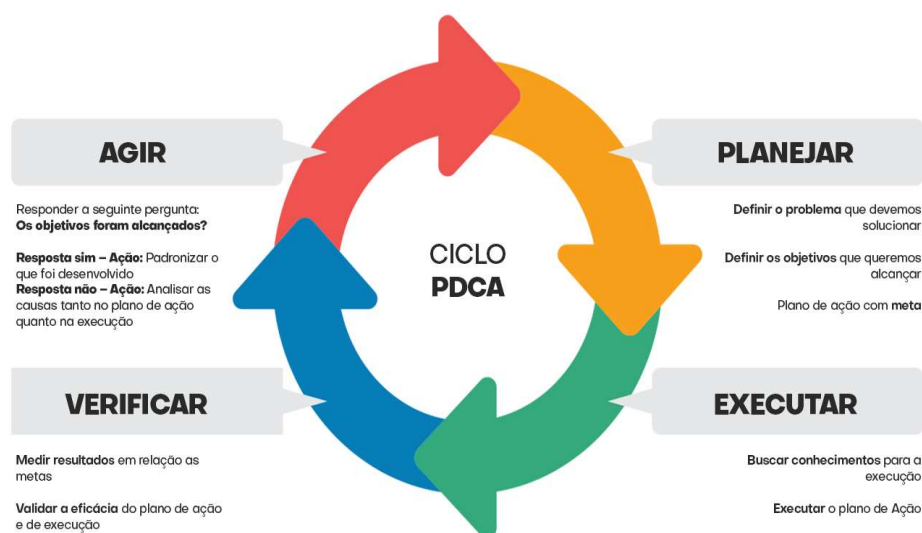 AGIR
Responder a seguinte pergunta:
Os objetivos foram alcançados?
Resposta sim – Ação: Padronizar o
que foi desenvolvido
Resposta não – Ação: Analisar as
causas tanto no plano de ação
quanto na execução
PLANEJAR
Definir o problema que devemos
solucionar
Definir os objetivos que queremos
alcançar
Plano de ação com meta
CICLO
PDCA
VERIFICAR
Medir resultados em relação as
metas
Validar a eficácia do plano de ação
e de execução
EXECUTAR
Buscar conhecimentos para a
execução
Executar o plano de Ação